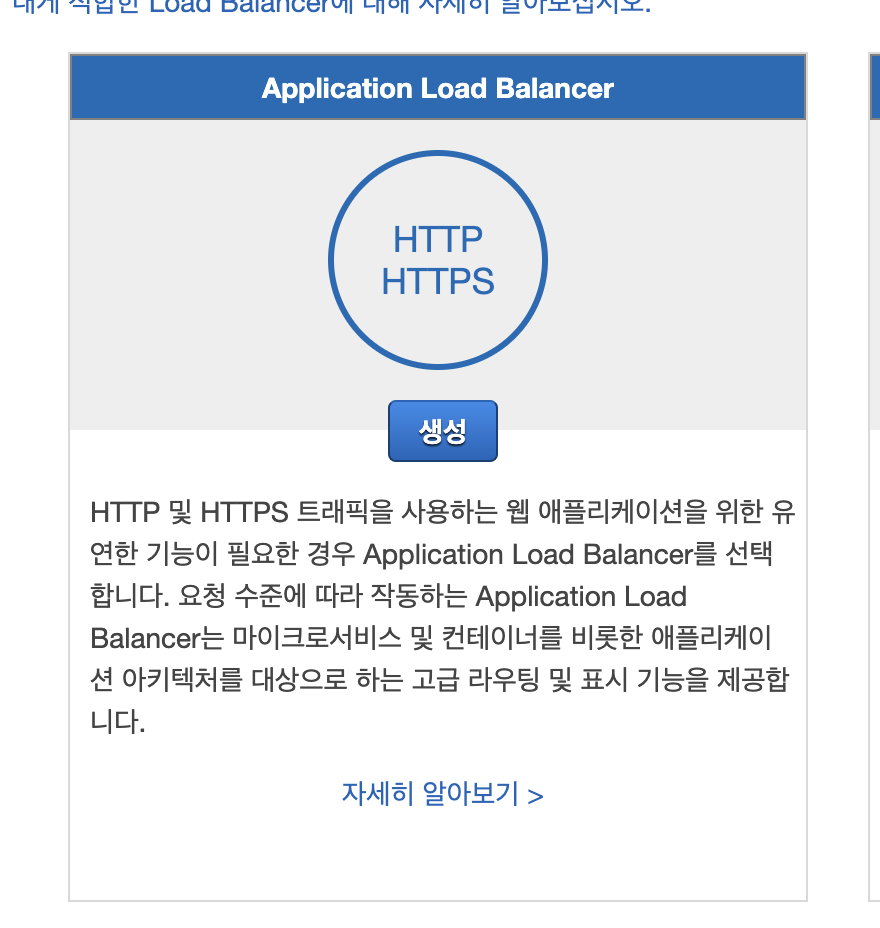 내게 적합한 Load Balancer에 대해 자세히 알아보십시오.
Application Load Balancer
HTTP
HTTPS
생성
HTTP 및 HTTPS 트래픽을 사용하는 웹 애플리케이션을 위한 유
연한 기능이 필요한 경우 Application Load Balancer를 선택
합니다. 요청 수준에 따라 작동하는 Application Load
Balancer는 마이크로서비스 및 컨테이너를 비롯한 애플리케이
션 아키텍처를 대상으로 하는 고급 라우팅 및 표시 기능을 제공합
니다.
자세히 알아보기 >